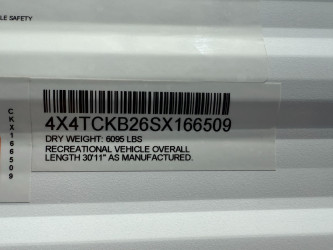 LE SAFETY
4X4TCKB26SX166509
DRY WEIGHT: 6095 LBS
RECREATIONAL VEHICLE OVERALL
LENGTH 30'11" AS MANUFACTURED.
CKX166509